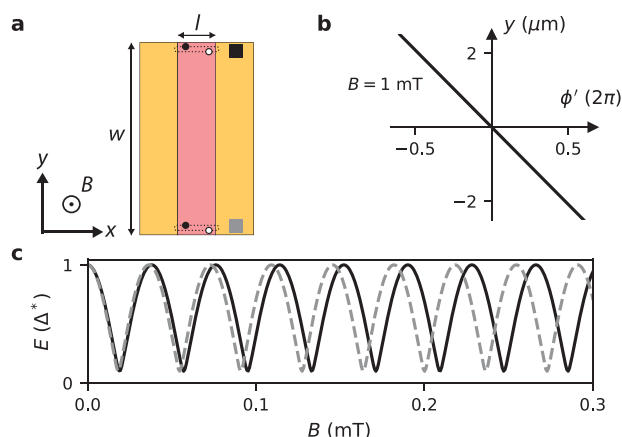 a
l
w
y
B
x
b
y (μm)
2
B = 1 mT
ϕ′ (2π)
−0.5
0.5
−2
c
1
E (Δ*)
0
0.0
0.1
0.2
0.3
B (mT)